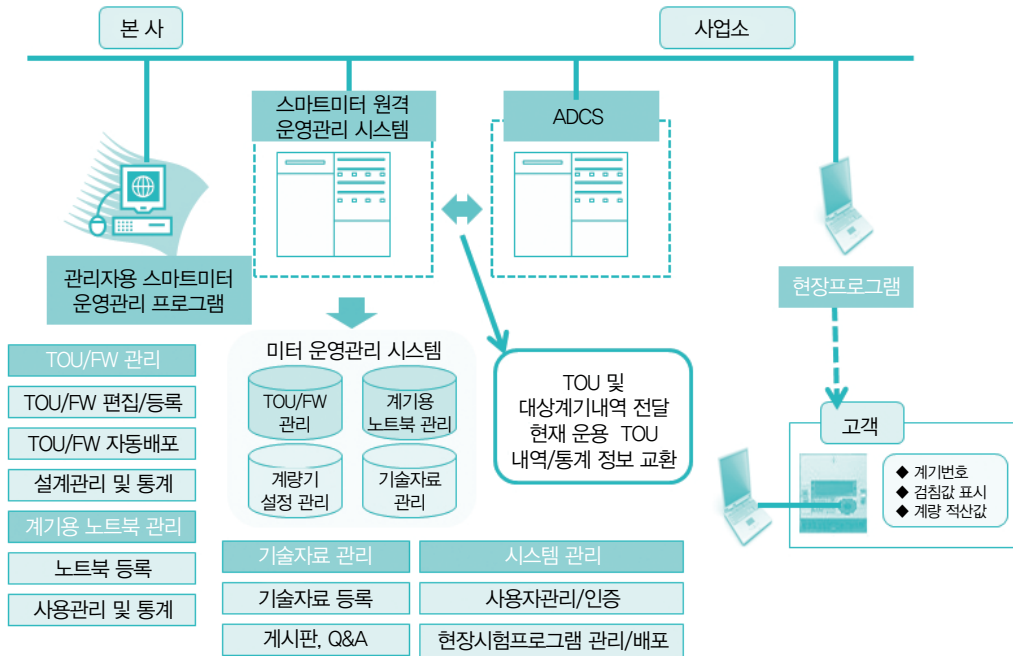 본 사
사업소
스마트미터 원격
운영관리 시스템
ADCS
관리자용 스마트미터
운영관리 프로그램
현장프로그램
TOU/FW 관리
TOU/FW 편집/등록
TOU/FW 자동배포
설계관리 및 통계
계기용 노트북 관리
노트북 등록
사용관리 및 통계
미터 운영관리 시스템
TOU/FW
관리
계기용
노트북 관리
계량기
설정 관리
기술자료
관리
TOU 및
대상계기내역 전달
현재 운용 TOU
내역/통계 정보 교환
고객
◆ 계기번호
◆ 검침값 표시
◆ 계량 적산값
기술자료 관리
기술자료 등록
게시판, Q&A
시스템 관리
사용자관리/인증
현장시험프로그램 관리/배포